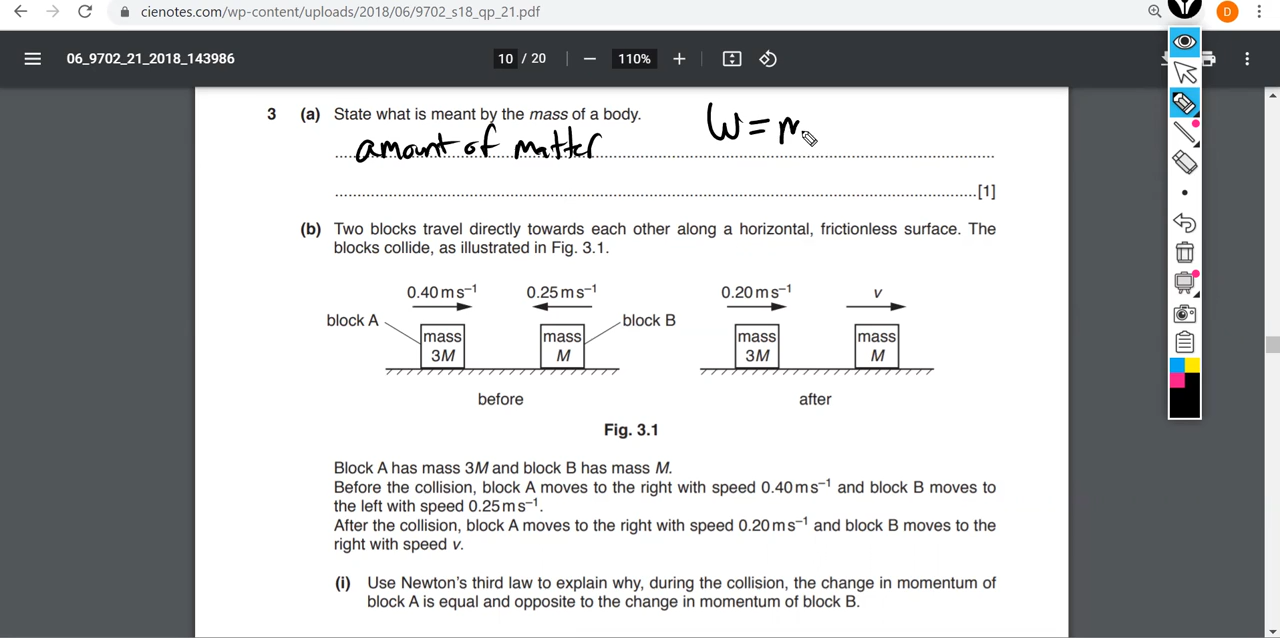 cienotes.com/wp-content/uploads/2018/06/9702_s18_qp_21.pdf
D
06_9702_21_2018_143986
10 / 20
110%
3 (a) State what is meant by the mass of a body.
W = m
amount of matter
[1]
(b) Two blocks travel directly towards each other along a horizontal, frictionless surface. The
blocks collide, as illustrated in Fig. 3.1.
0.40 m s⁻¹ 0.25 m s⁻¹ 0.20 m s⁻¹ v
block A block B
mass mass mass mass
3M M 3M M
before after
Fig. 3.1
Block A has mass 3M and block B has mass M.
Before the collision, block A moves to the right with speed 0.40 m s⁻¹ and block B moves to
the left with speed 0.25 m s⁻¹.
After the collision, block A moves to the right with speed 0.20 m s⁻¹ and block B moves to the
right with speed v.
(i) Use Newton's third law to explain why, during the collision, the change in momentum of
block A is equal and opposite to the change in momentum of block B.